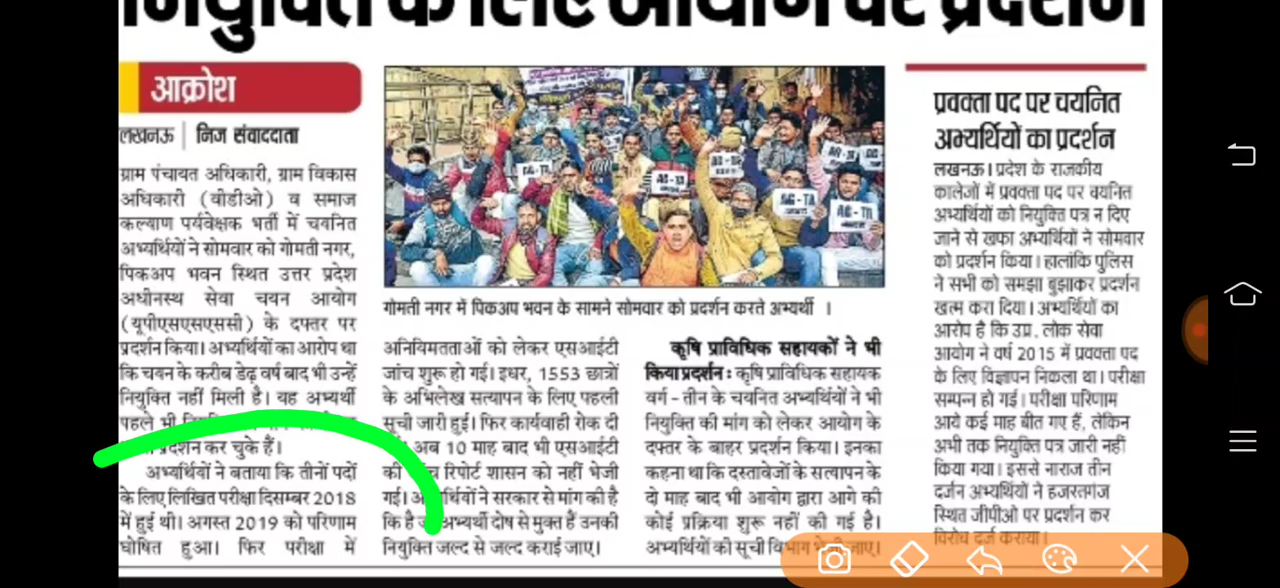 नियुक्ति के लिए आयोग पर प्रदर्शन
आक्रोश
लखनऊ | निज संवाददाता
ग्राम पंचायत अधिकारी, ग्राम विकास
अधिकारी (वीडीओ) व समाज
कल्याण पर्यवेक्षक भर्ती में चयनित
अभ्यर्थियों ने सोमवार को गोमती नगर,
पिकअप भवन स्थित उत्तर प्रदेश
अधीनस्थ सेवा चयन आयोग
(यूपीएसएसएससी) के दफ्तर पर
प्रदर्शन किया। अभ्यर्थियों का आरोप था
कि चयन के करीब डेढ़ वर्ष बाद भी उन्हें
नियुक्ति नहीं मिली है। यह अभ्यर्थी
पहले भी
प्रदर्शन कर चुके हैं।
अभ्यर्थियों ने बताया कि तीनों पदों
के लिए लिखित परीक्षा दिसम्बर 2018
में हुई थी। अगस्त 2019 को परिणाम
घोषित हुआ। फिर परीक्षा में
AG-TA
AG-TA
AG-TA
AG-TA
गोमती नगर में पिकअप भवन के सामने सोमवार को प्रदर्शन करते अभ्यर्थी ।
अनियिमतताओं को लेकर एसआईटी
जांच शुरू हो गई। इधर, 1553 छात्रों
के अभिलेख सत्यापन के लिए पहली
सूची जारी हुई। फिर कार्यवाही रोक दी
अब 10 माह बाद भी एसआईटी
की रिपोर्ट शासन को नहीं भेजी
गई। ने सरकार से मांग की है
कि है अभ्यर्थी दोष से मुक्त हैं उनकी
नियुक्ति जल्द से जल्द कराई जाए।
कृषि प्राविधिक सहायकों ने भी
किया प्रदर्शन : कृषि प्राविधिक सहायक
वर्ग - तीन के चयनित अभ्यर्थियों ने भी
नियुक्ति की मांग को लेकर आयोग के
दफ्तर के बाहर प्रदर्शन किया। इनका
कहना था कि दस्तावेजों के सत्यापन के
दो माह बाद भी आयोग द्वारा आगे की
कोई प्रक्रिया शुरू नहीं की गई है।
अभ्यर्थियों की सूची विभाग भेजी जाए।
प्रवक्ता पद पर चयनित
अभ्यर्थियों का प्रदर्शन
लखनऊ। प्रदेश के राजकीय
कालेजों में प्रवक्ता पद पर चयनित
अभ्यर्थियों को नियुक्ति पत्र न दिए
जाने से खफा अभ्यर्थियों ने सोमवार
को प्रदर्शन किया। हालांकि पुलिस
ने सभी को समझा बुझाकर प्रदर्शन
खत्म करा दिया। अभ्यर्थियों का
आरोप है कि उप्र. लोक सेवा
आयोग ने वर्ष 2015 में प्रवक्ता पद
के लिए विज्ञापन निकला था। परीक्षा
सम्पन्न हो गई। परीक्षा परिणाम
आये कई माह बीत गए हैं, लेकिन
अभी तक नियुक्ति पत्र जारी नहीं
किया गया। इससे नाराज तीन
दर्जन अभ्यर्थियों ने हजरतगंज
स्थित जीपीओ पर प्रदर्शन कर
विरोध दर्ज कराया।